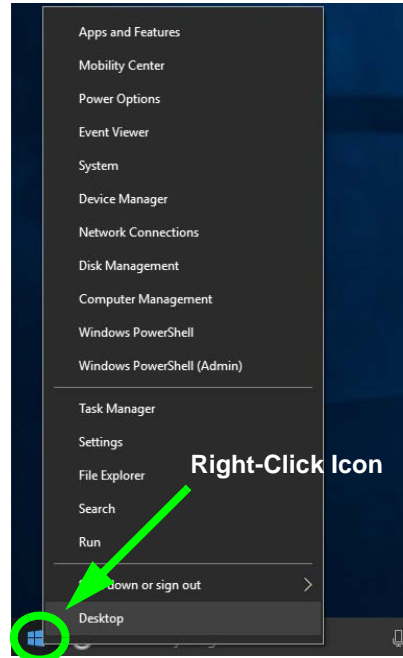 Apps and Features
Mobility Center
Power Options
Event Viewer
System
Device Manager
Network Connections
Disk Management
Computer Management
Windows PowerShell
Windows PowerShell (Admin)
Task Manager
Settings
File Explorer
Right-Click Icon
Search
Run
down or sign out
Desktop